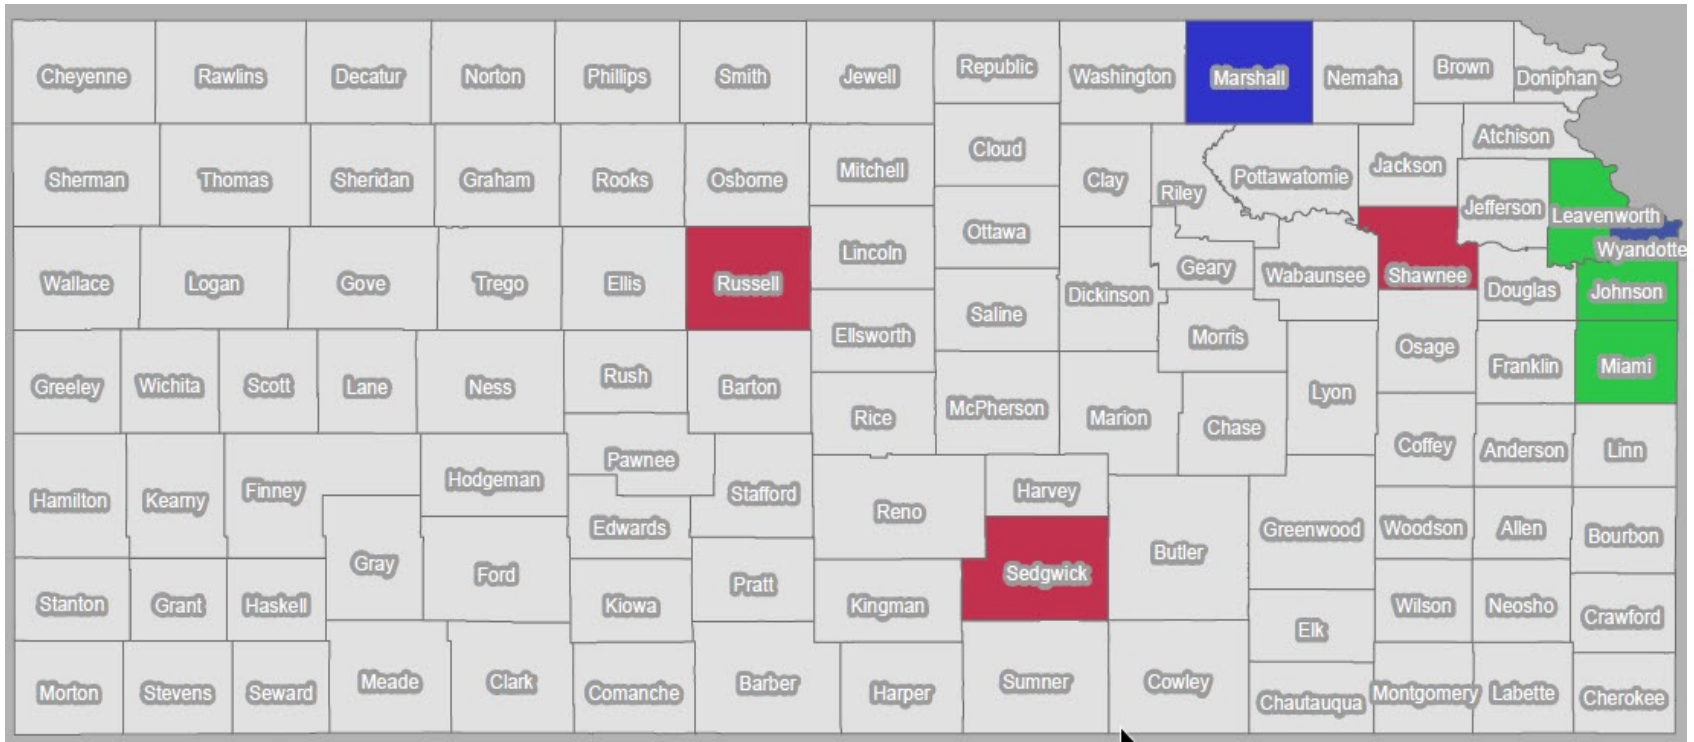 Cheyenne
Rawlins
Decatur
Norton
Phillips
Smith
Jewell
Republic
Washington
Marshall
Nemaha
Brown
Doniphan
Sherman
Thomas
Sheridan
Graham
Rooks
Osborne
Mitchell
Cloud
Clay
Riley
Pottawatomie
Jackson
Atchison
Jefferson
Leavenworth
Wyandotte
Wallace
Logan
Gove
Trego
Ellis
Russell
Lincoln
Ottawa
Saline
Dickinson
Geary
Wabaunsee
Shawnee
Douglas
Johnson
Greeley
Wichita
Scott
Lane
Ness
Rush
Barton
Ellsworth
Rice
McPherson
Marion
Morris
Chase
Lyon
Osage
Franklin
Miami
Coffey
Anderson
Linn
Hamilton
Kearny
Finney
Hodgeman
Pawnee
Stafford
Edwards
Gray
Ford
Reno
Harvey
Sedgwick
Butler
Greenwood
Woodson
Allen
Bourbon
Stanton
Grant
Haskell
Kiowa
Pratt
Kingman
Elk
Wilson
Neosho
Crawford
Morton
Stevens
Seward
Meade
Clark
Comanche
Barber
Harper
Sumner
Cowley
Chautauqua
Montgomery
Labette
Cherokee